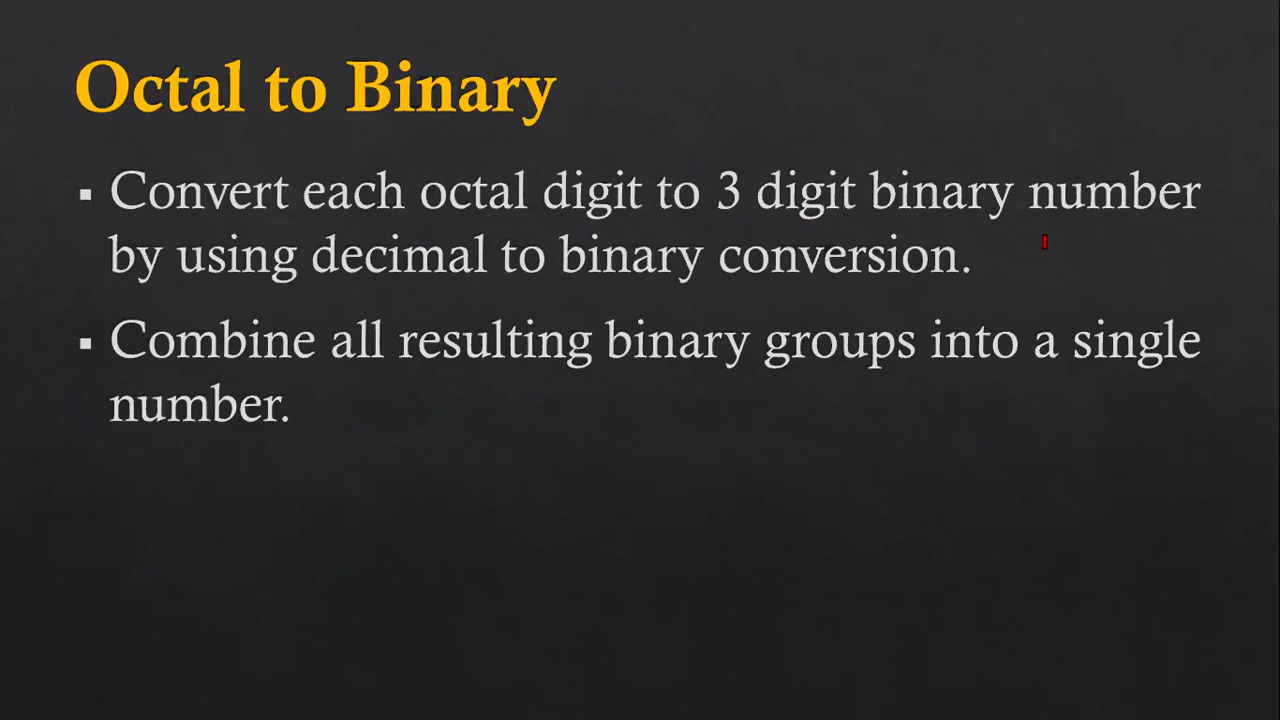 Octal to Binary
▪ Convert each octal digit to 3 digit binary number
by using decimal to binary conversion.
▪ Combine all resulting binary groups into a single
number.